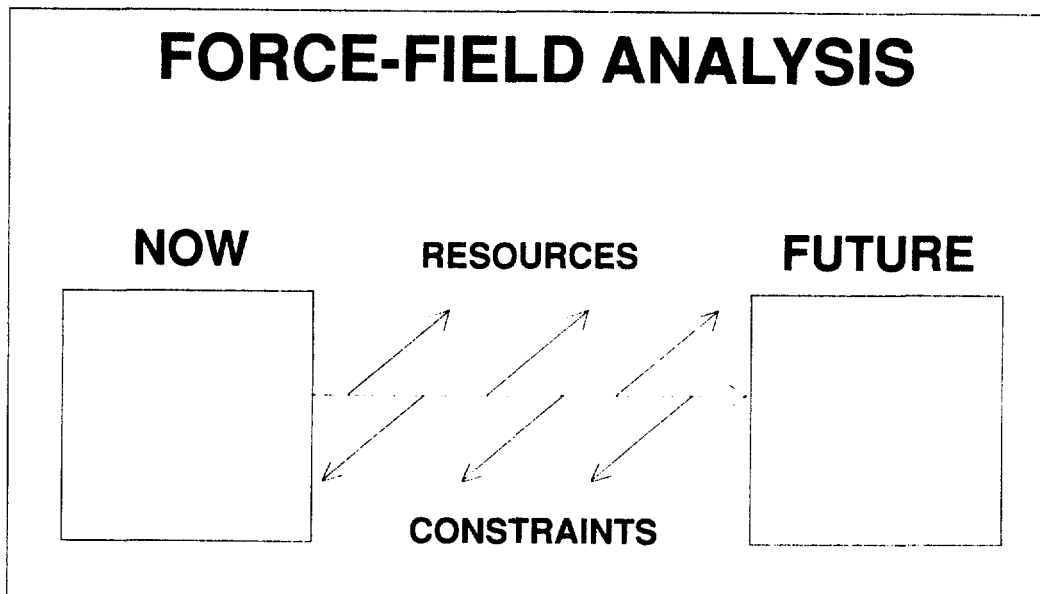 FORCE-FIELD ANALYSIS
NOW
RESOURCES
FUTURE
CONSTRAINTS